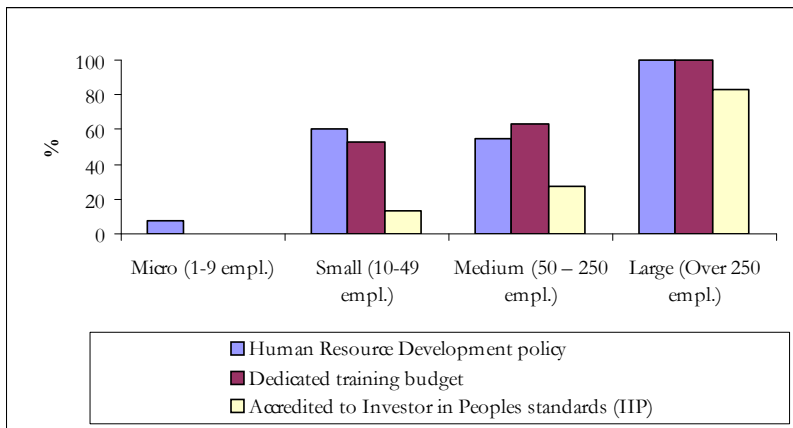 100
80
60
40
20
0
%
Micro (1-9 empl.)
Small (10-49
empl.)
Medium (50 – 250
empl.)
Large (Over 250
empl.)
Human Resource Development policy
Dedicated training budget
Accredited to Investor in Peoples standards (IIP)